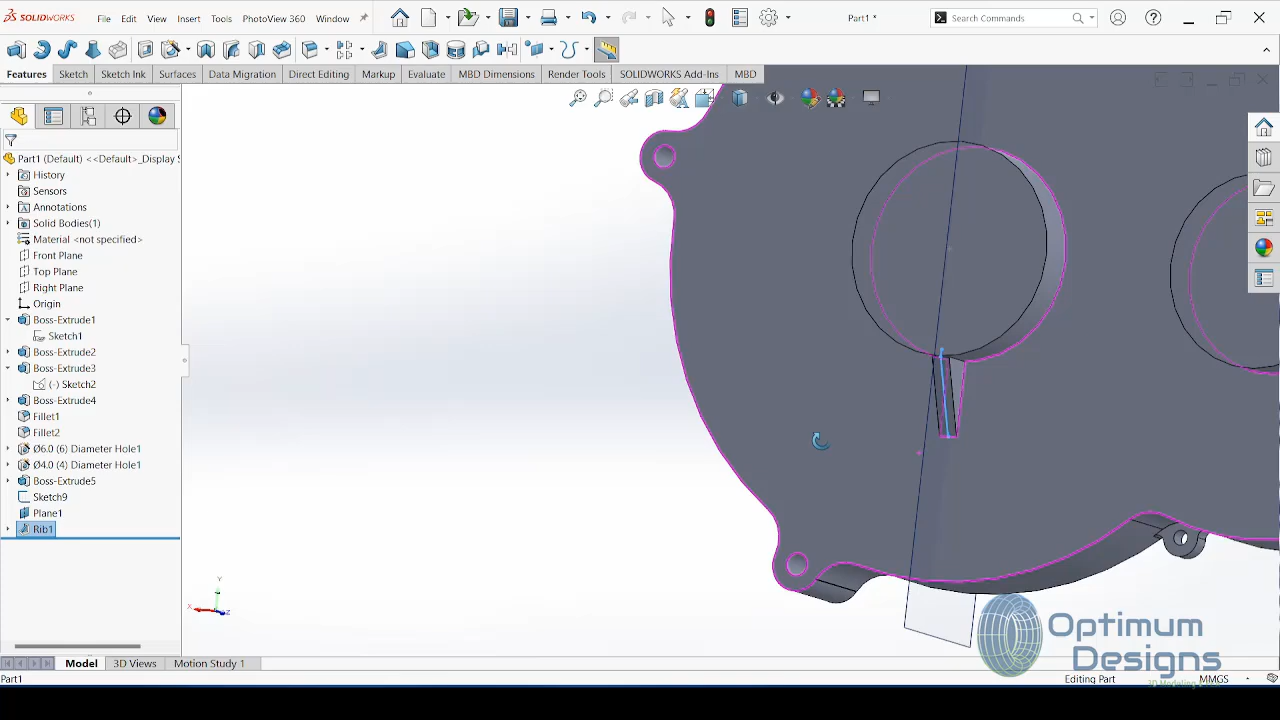 SOLIDWORKS File Edit View Insert Tools PhotoView 360 Window Part1 * Search Commands
Features Sketch Sketch Ink Surfaces Data Migration Direct Editing Markup Evaluate MBD Dimensions Render Tools SOLIDWORKS Add-Ins MBD
Part1 (Default) <<Default>_Display S
History
Sensors
Annotations
Solid Bodies(1)
Material <not specified>
Front Plane
Top Plane
Right Plane
Origin
Boss-Extrude1
Sketch1
Boss-Extrude2
Boss-Extrude3
(-) Sketch2
Boss-Extrude4
Fillet1
Fillet2
Ø6.0 (6) Diameter Hole1
Ø4.0 (4) Diameter Hole1
Boss-Extrude5
Sketch9
Plane1
Rib1
Y
X
Z
Optimum
Designs
Model 3D Views Motion Study 1
Part1 Editing Part MMGS